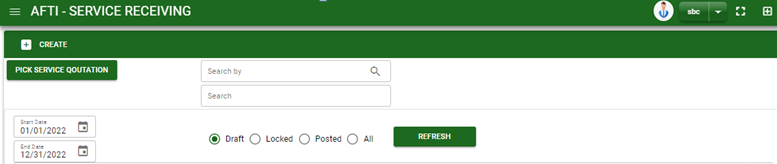 AFTI - SERVICE RECEIVING
sbc
CREATE
PICK SERVICE QOUTATION
Search by
Search
Start Date
01/01/2022
End Date
12/31/2022
Draft Locked Posted All
REFRESH